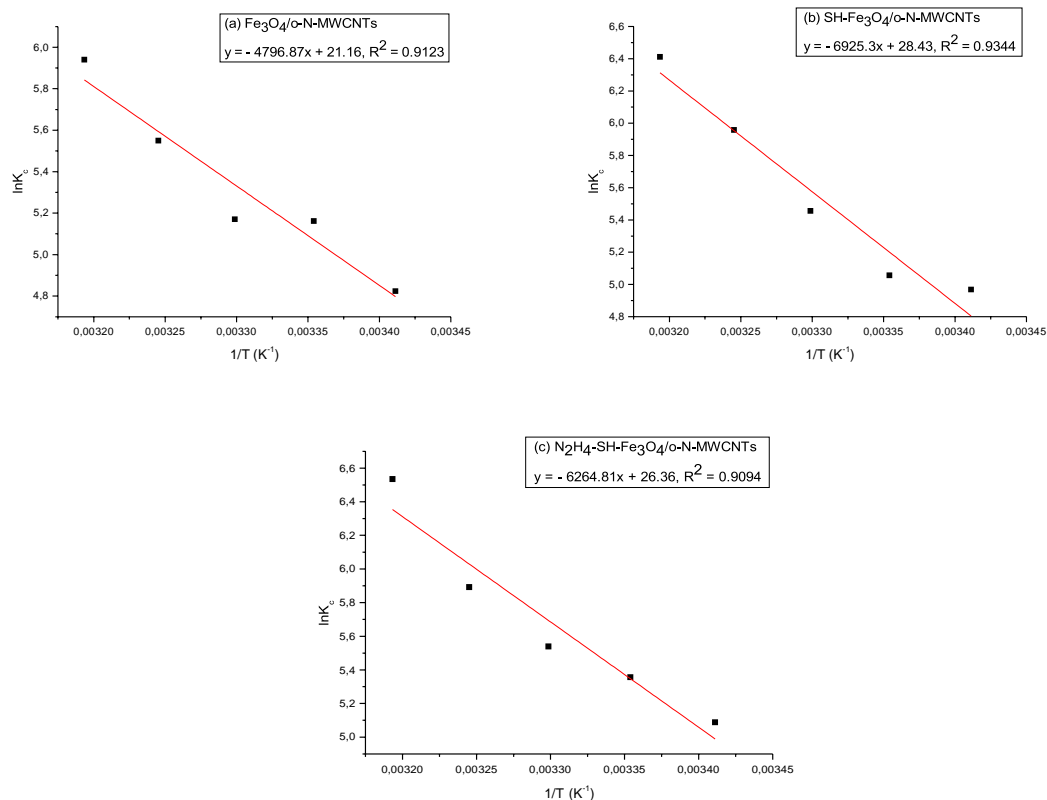 (a) Fe3O4/o-N-MWCNTs
y = - 4796.87x + 21.16, R2 = 0.9123
6,0
5,8
5,6
5,4
5,2
5,0
4,8
lnKc
0,00320 0,00325 0,00330 0,00335 0,00340 0,00345
1/T (K-1)
(b) SH-Fe3O4/o-N-MWCNTs
y = - 6925.3x + 28.43, R2 = 0.9344
6,6
6,4
6,2
6,0
5,8
5,6
5,4
5,2
5,0
4,8
lnKc
0,00320 0,00325 0,00330 0,00335 0,00340 0,00345
1/T (K-1)
(c) N2H4-SH-Fe3O4/o-N-MWCNTs
y = - 6264.81x + 26.36, R2 = 0.9094
6,6
6,4
6,2
6,0
5,8
5,6
5,4
5,2
5,0
lnKc
0,00320 0,00325 0,00330 0,00335 0,00340 0,00345
1/T (K-1)